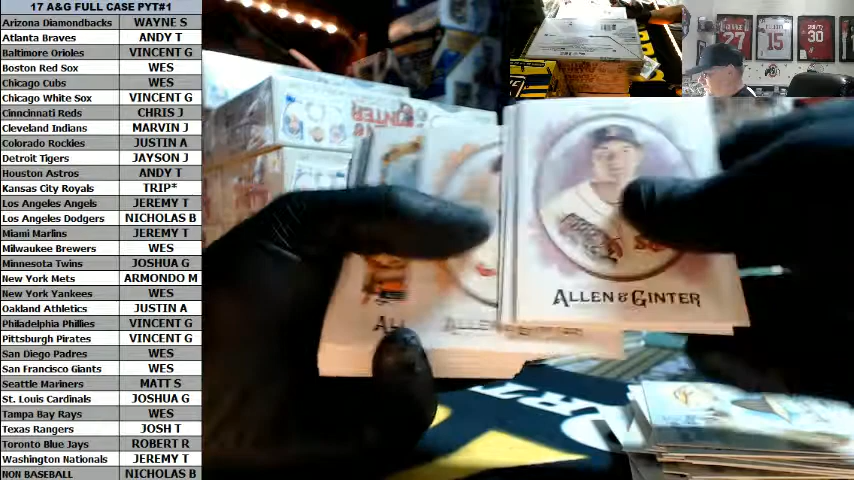 17 A&G FULL CASE PYT#1
Arizona Diamondbacks WAYNE S
Atlanta Braves ANDY T
Baltimore Orioles VINCENT G
Boston Red Sox WES
Chicago Cubs WES
Chicago White Sox VINCENT G
Cinncinati Reds CHRIS J
Cleveland Indians MARVIN J
Colorado Rockies JUSTIN A
Detroit Tigers JAYSON J
Houston Astros ANDY T
Kansas City Royals TRIP*
Los Angeles Angels JEREMY T
Los Angeles Dodgers NICHOLAS B
Miami Marlins JEREMY T
Milwaukee Brewers WES
Minnesota Twins JOSHUA G
New York Mets ARMONDO M
New York Yankees WES
Oakland Athletics JUSTIN A
Philadelphia Phillies VINCENT G
Pittsburgh Pirates VINCENT G
San Diego Padres WES
San Francisco Giants WES
Seattle Mariners MATT S
St. Louis Cardinals JOSHUA G
Tampa Bay Rays WES
Texas Rangers JOSH T
Toronto Blue Jays ROBERT R
Washington Nationals JEREMY T
NON BASEBALL NICHOLAS B
27
15
30
GINTER
ALLEN & GINTER